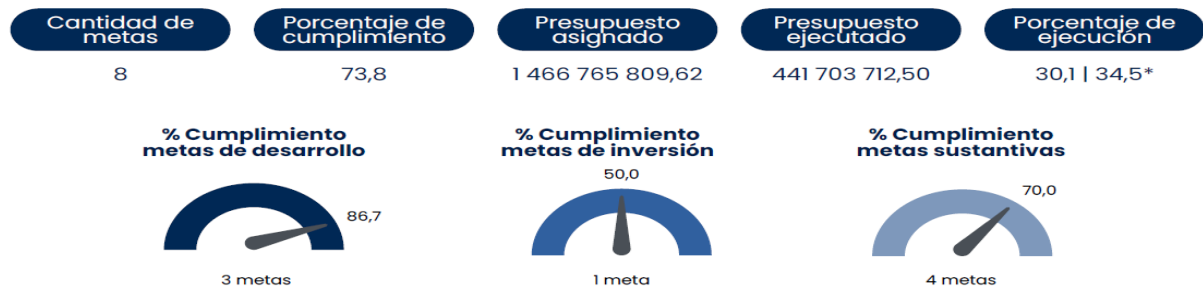 Cantidad de
metas
Porcentaje de
cumplimiento
Presupuesto
asignado
Presupuesto
ejecutado
Porcentaje de
ejecución
8
73,8
1 466 765 809,62
441 703 712,50
30,1 | 34,5*
% Cumplimiento
metas de desarrollo
86,7
3 metas
% Cumplimiento
metas de inversión
50,0
1 meta
% Cumplimiento
metas sustantivas
70,0
4 metas